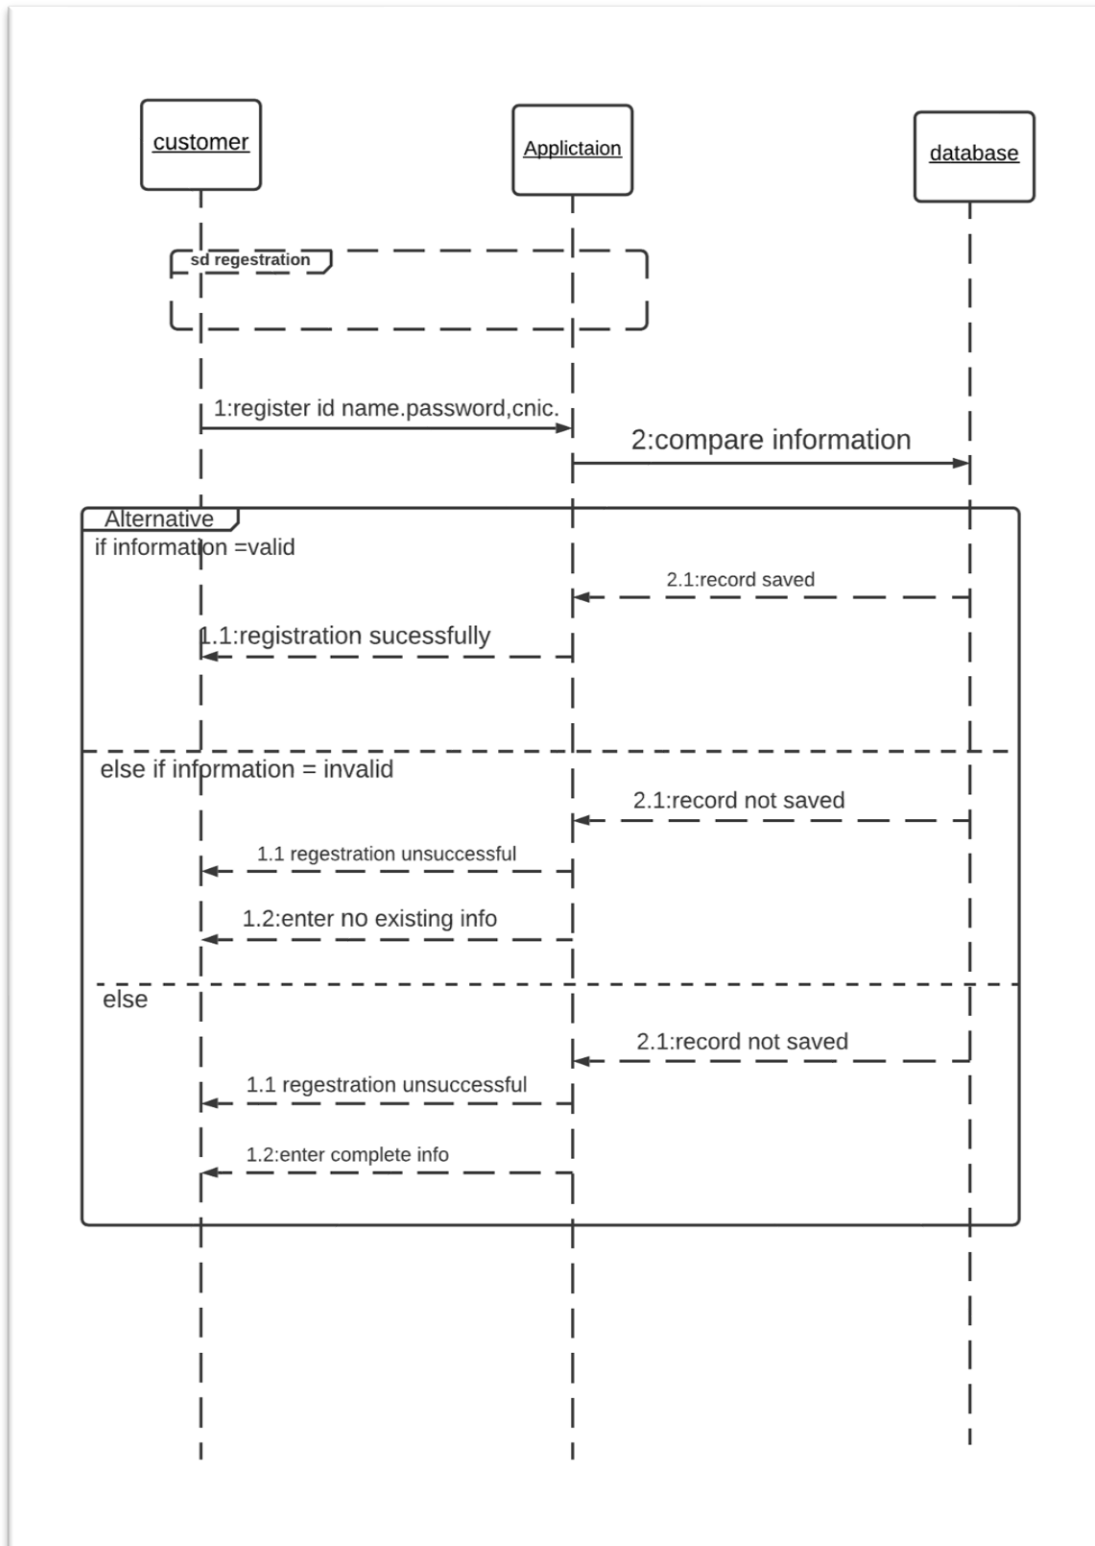 customer
Applictaion
database
sd regestration
1:register id name.password,cnic.
2:compare information
Alternative
if information =valid
2.1:record saved
1.1:registration sucessfully
else if information = invalid
2.1:record not saved
1.1 regestration unsuccessful
1.2:enter no existing info
else
2.1:record not saved
1.1 regestration unsuccessful
1.2:enter complete info